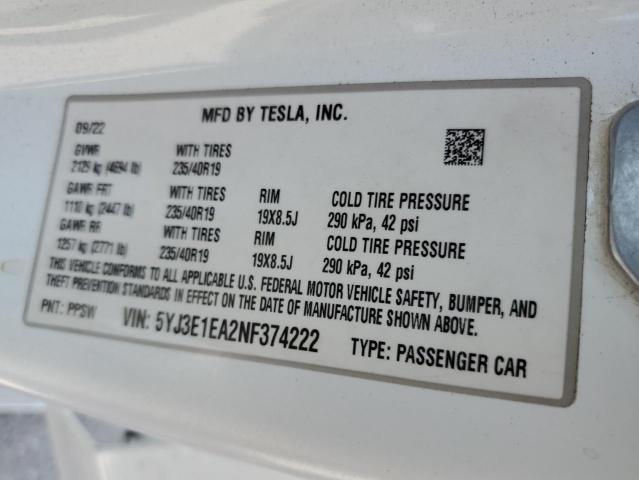 MFD BY TESLA, INC.
09/22
GVWR WITH TIRES
2125 kg (4694 lb) 235/40R19
GAWR FRT WITH TIRES RIM COLD TIRE PRESSURE
1110 kg (2447 lb) 235/40R19 19X8.5J 290 kPa, 42 psi
GAWR RR WITH TIRES RIM COLD TIRE PRESSURE
1257 kg (2771 lb) 235/40R19 19X8.5J 290 kPa, 42 psi
THIS VEHICLE CONFORMS TO ALL APPLICABLE U.S. FEDERAL MOTOR VEHICLE SAFETY, BUMPER, AND
THEFT PREVENTION STANDARDS IN EFFECT ON THE DATE OF MANUFACTURE SHOWN ABOVE.
PNT: PPSW VIN: 5YJ3E1EA2NF374222 TYPE: PASSENGER CAR